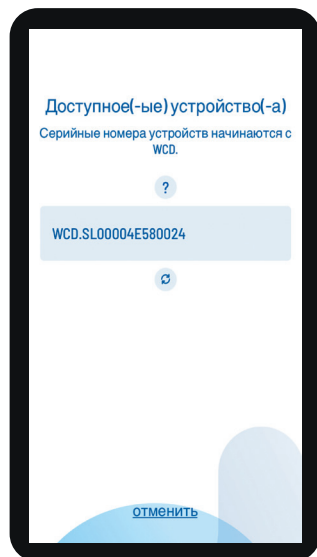 Доступное(-ые) устройство(-а)
Серийные номера устройств начинаются с
WCD.
?
WCD.SL00004E580024
отменить